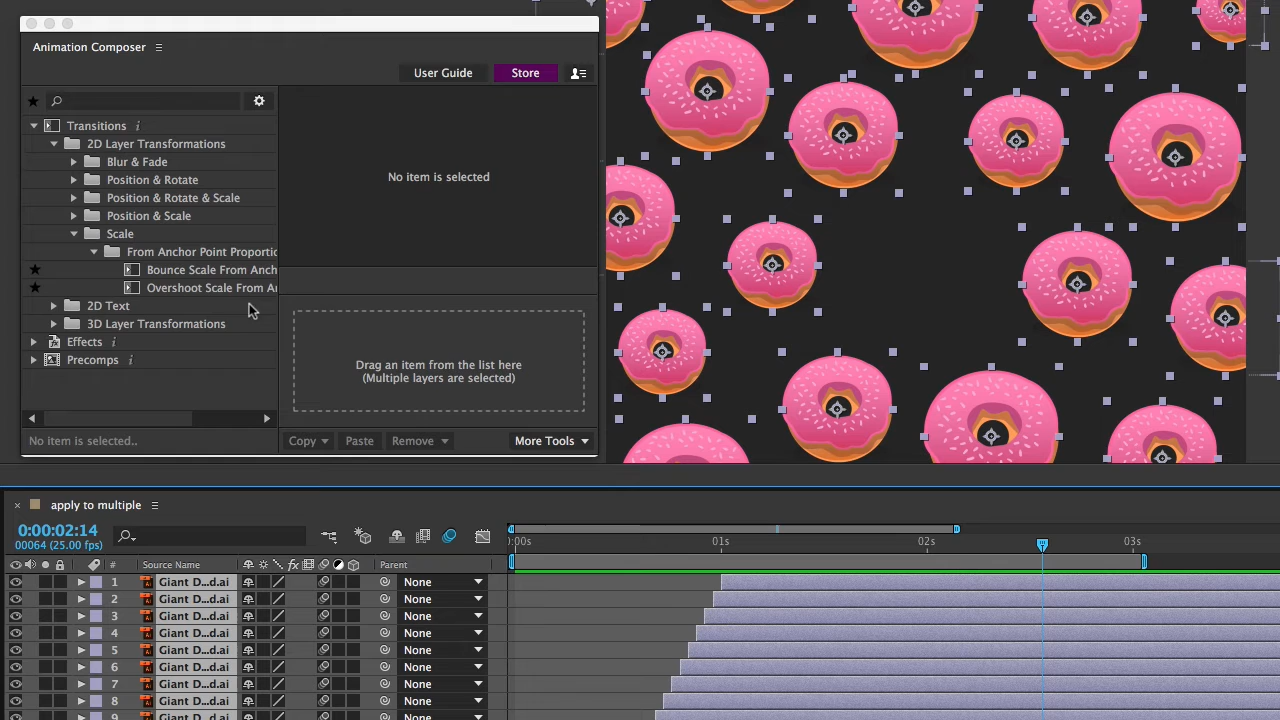 Animation Composer
User Guide
Store
Transitions i
2D Layer Transformations
Blur & Fade
Position & Rotate
Position & Rotate & Scale
Position & Scale
Scale
From Anchor Point Proportic
Bounce Scale From Anch
Overshoot Scale From A
2D Text
3D Layer Transformations
Effects i
Precomps i
No item is selected..
No item is selected
Drag an item from the list here
(Multiple layers are selected)
Copy
Paste
Remove
More Tools
× apply to multiple
0:00:02:14
00064 (25.00 fps)
:00s 01s 02s 03s
# Source Name fx Parent
1 Giant D...d.ai None
2 Giant D...d.ai None
3 Giant D...d.ai None
4 Giant D...d.ai None
5 Giant D...d.ai None
6 Giant D...d.ai None
7 Giant D...d.ai None
8 Giant D...d.ai None
9 Giant D...d.ai None